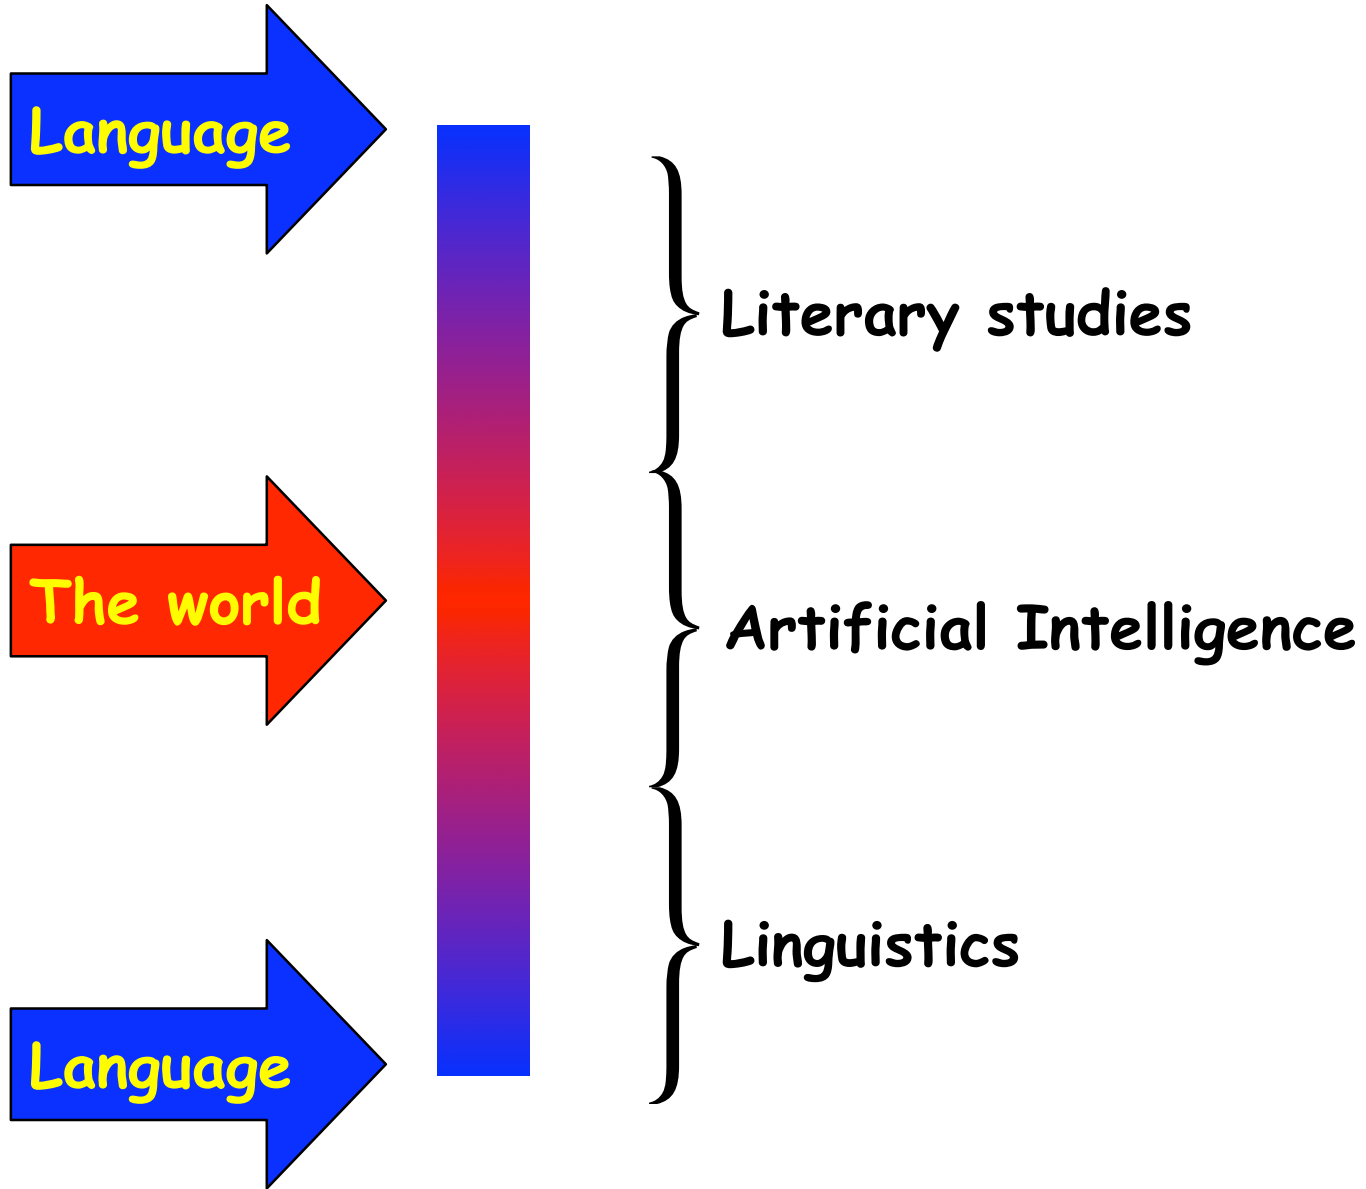 Language
Literary studies
The world
Artificial Intelligence
Linguistics
Language